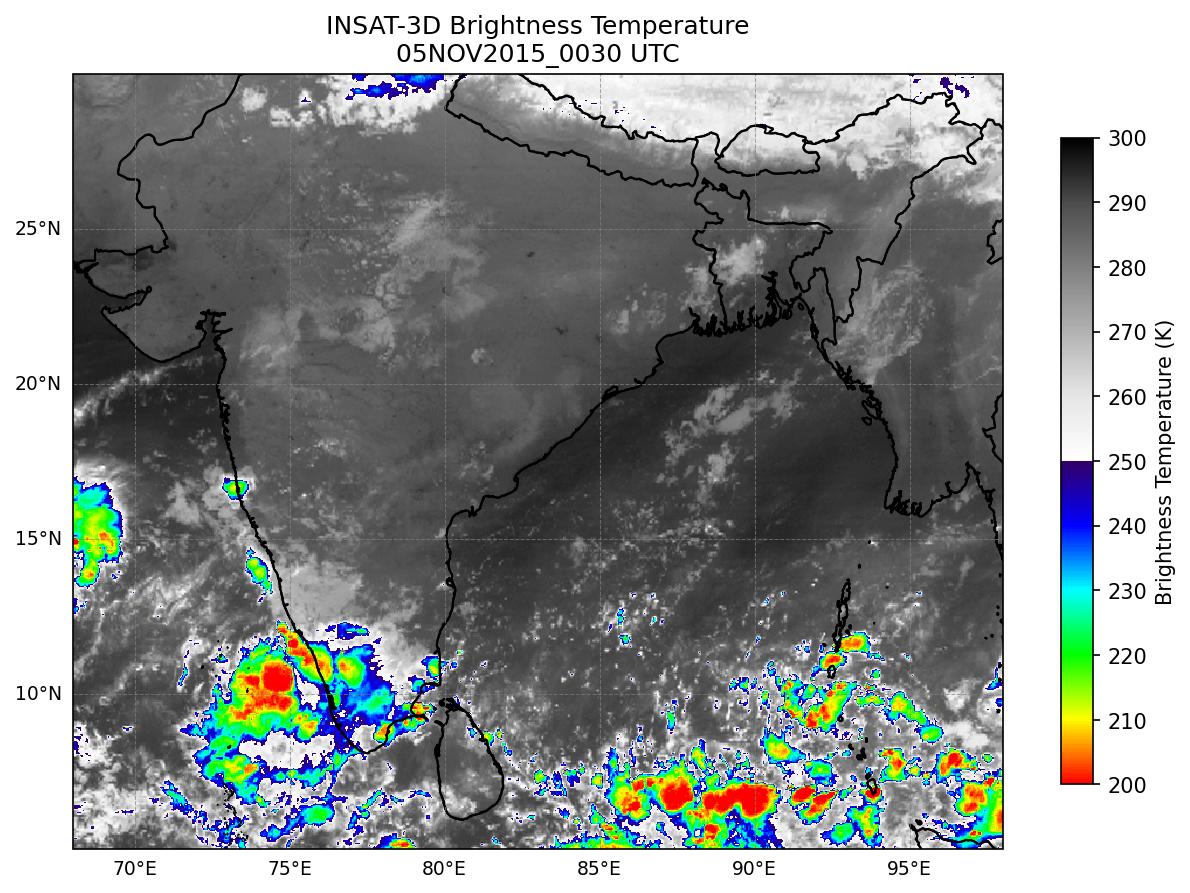 INSAT-3D Brightness Temperature
05NOV2015_0030 UTC
25°N
20°N
15°N
10°N
70°E
75°E
80°E
85°E
90°E
95°E
300
290
280
270
260
250
240
230
220
210
200
Brightness Temperature (K)